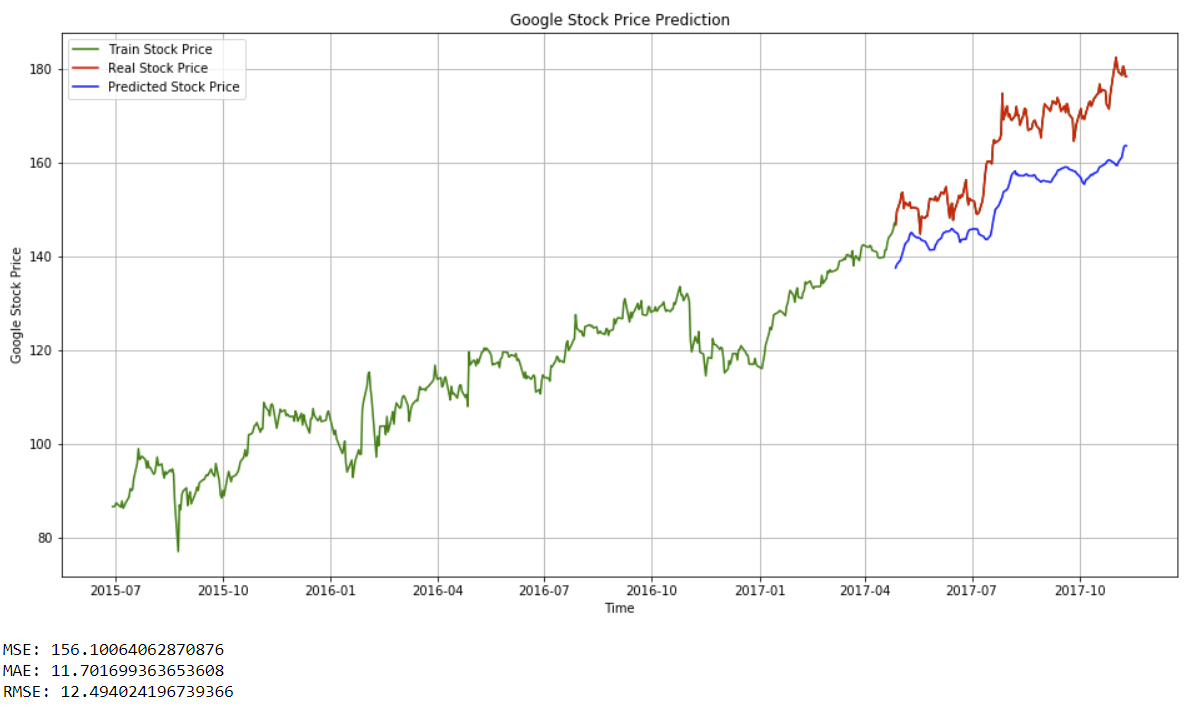 Google Stock Price Prediction
Train Stock Price
Real Stock Price
Predicted Stock Price
Google Stock Price
180
160
140
120
100
80
2015-07 2015-10 2016-01 2016-04 2016-07 2016-10 2017-01 2017-04 2017-07 2017-10
Time
MSE: 156.10064062870876
MAE: 11.701699363653608
RMSE: 12.494024196739366